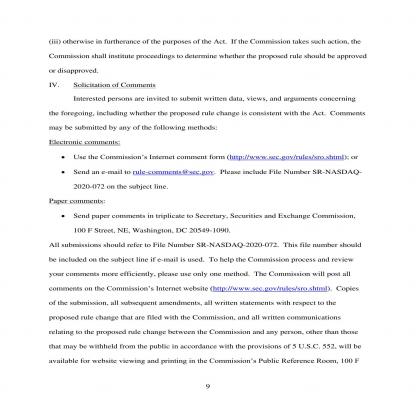 (iii) otherwise in furtherance of the purposes of the Act.  If the Commission takes such action, the
Commission shall institute proceedings to determine whether the proposed rule should be approved
or disapproved.
IV. Solicitation of Comments
Interested persons are invited to submit written data, views, and arguments concerning
the foregoing, including whether the proposed rule change is consistent with the Act.  Comments
may be submitted by any of the following methods:
Electronic comments:
• Use the Commission's Internet comment form (http://www.sec.gov/rules/sro.shtml); or
• Send an e-mail to rule-comments@sec.gov.  Please include File Number SR-NASDAQ-
2020-072 on the subject line.
Paper comments:
• Send paper comments in triplicate to Secretary, Securities and Exchange Commission,
100 F Street, NE, Washington, DC 20549-1090.
All submissions should refer to File Number SR-NASDAQ-2020-072.  This file number should
be included on the subject line if e-mail is used.  To help the Commission process and review
your comments more efficiently, please use only one method.  The Commission will post all
comments on the Commission's Internet website (http://www.sec.gov/rules/sro.shtml).  Copies
of the submission, all subsequent amendments, all written statements with respect to the
proposed rule change that are filed with the Commission, and all written communications
relating to the proposed rule change between the Commission and any person, other than those
that may be withheld from the public in accordance with the provisions of 5 U.S.C. 552, will be
available for website viewing and printing in the Commission's Public Reference Room, 100 F
9